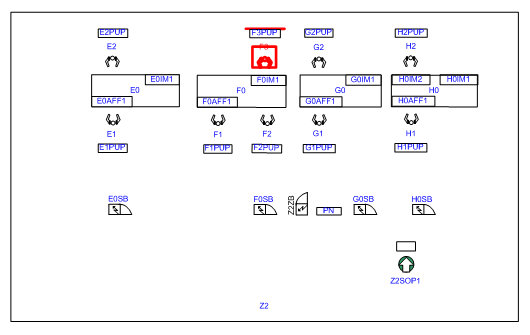 E2PUP F3PUP G2PUP H2PUP
E2 F3 G2 H2
E0IM1 F0IM1 G0IM1 H0IM2 H0IM1
E0 F0 G0 H0
E0AFF1 F0AFF1 G0AFF1 H0AFF1
E1 F1 F2 G1 H1
E1PUP F1PUP F2PUP G1PUP H1PUP
E0SB F0SB Z2ZB G0SB H0SB
PN
Z2SOP1
Z2